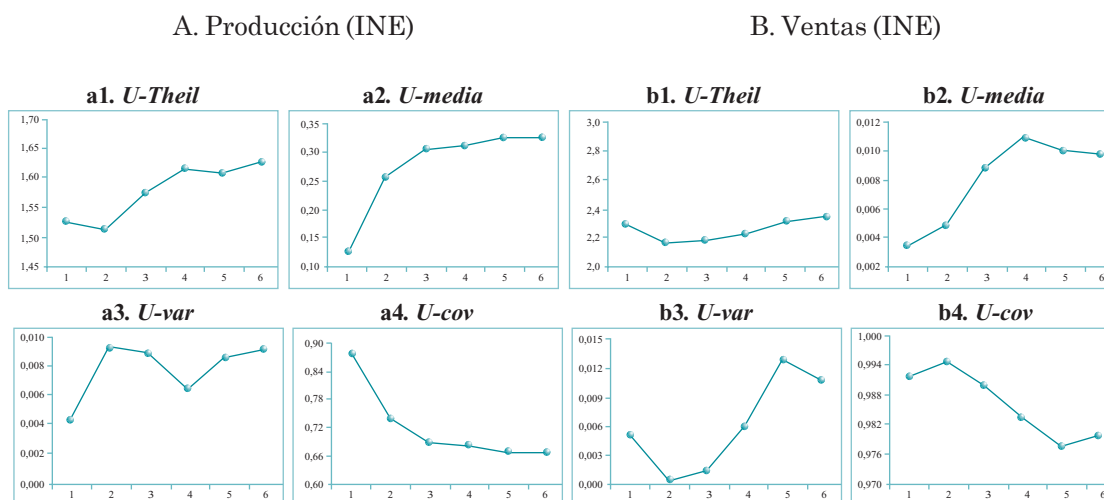 A. Producción (INE)
B. Ventas (INE)
a1. U-Theil
1,70
1,65
1,60
1,55
1,50
1,45
1 2 3 4 5 6
a2. U-media
0,35
0,30
0,25
0,20
0,15
0,10
1 2 3 4 5 6
b1. U-Theil
3,0
2,8
2,6
2,4
2,2
2,0
1 2 3 4 5 6
b2. U-media
0,012
0,010
0,008
0,006
0,004
0,002
1 2 3 4 5 6
a3. U-var
0,010
0,008
0,006
0,004
0,002
0,000
1 2 3 4 5 6
a4. U-cov
0,90
0,84
0,78
0,72
0,66
0,60
1 2 3 4 5 6
b3. U-var
0,015
0,012
0,009
0,006
0,003
0,000
1 2 3 4 5 6
b4. U-cov
1,000
0,994
0,988
0,982
0,976
0,970
1 2 3 4 5 6